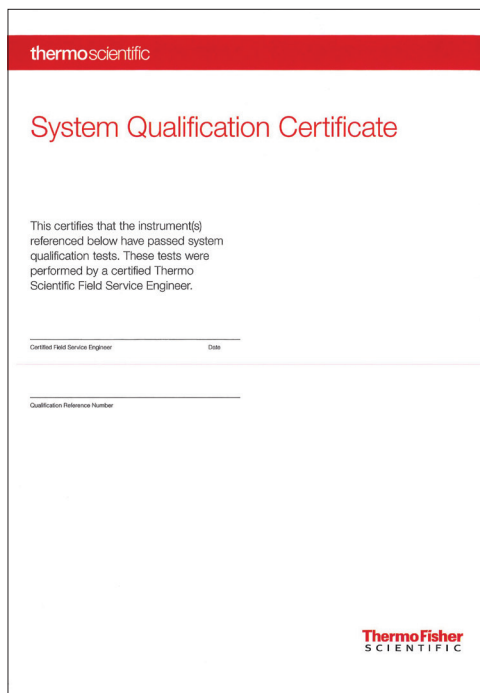 thermoscientific
System Qualification Certificate
This certifies that the instrument(s)
referenced below have passed system
qualification tests. These tests were
performed by a certified Thermo
Scientific Field Service Engineer.
Certified Field Service Engineer Date
Qualification Reference Number
ThermoFisher
SCIENTIFIC